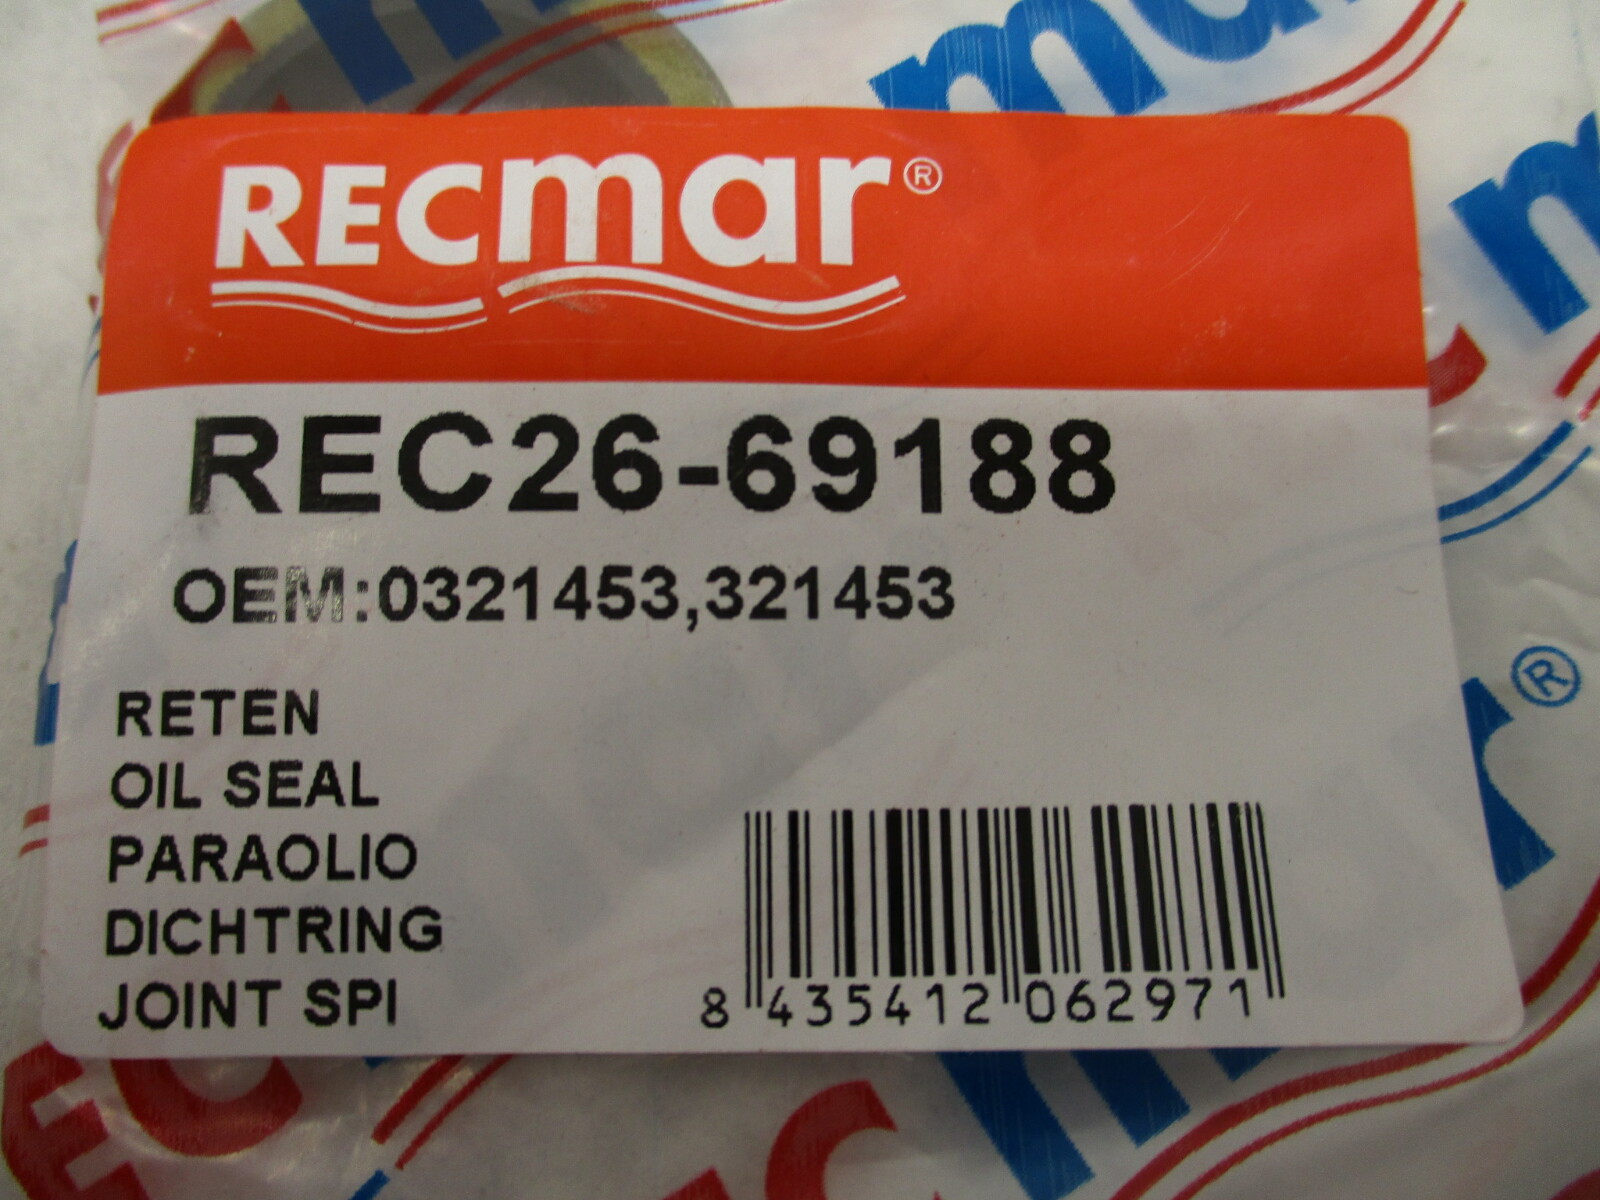 RECmar®
REC26-69188
OEM:0321453,321453
RETEN
OIL SEAL
PARAOLIO
DICHTRING
JOINT SPI
8 435412 062971